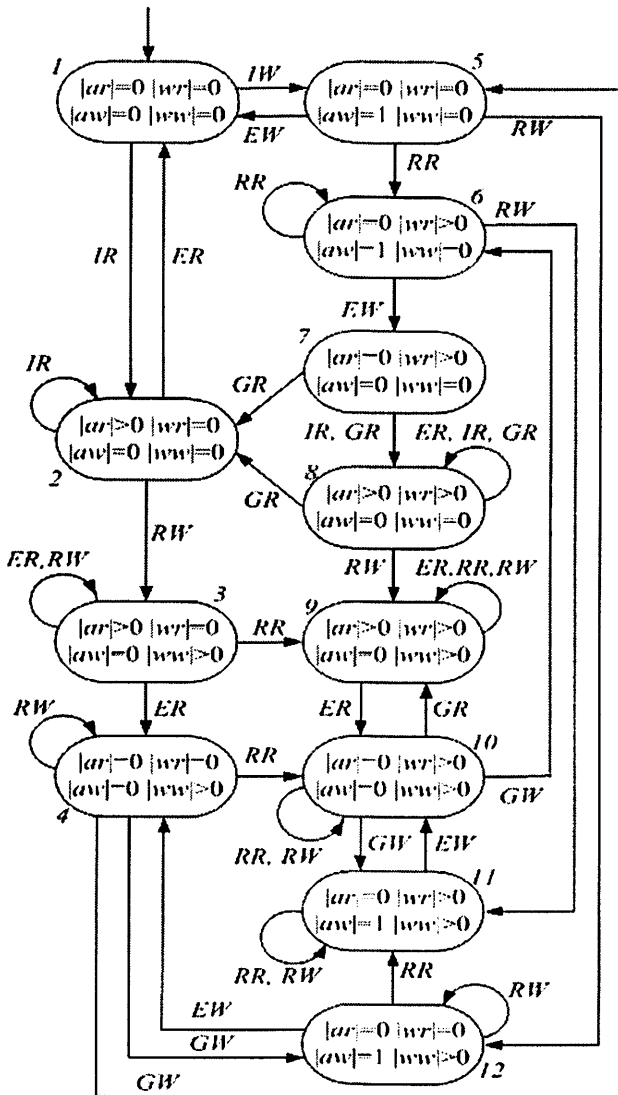 1
5
|ar|=0 |wr|=0
|aw|=0 |ww|=0
IW
EW
|ar|=0 |wr|=0
|aw|=1 |ww|=0
RW
RR
RR
6
RW
|ar|=0 |wr|>0
|aw|=1 |ww|=0
IR
ER
EW
7
|ar|=0 |wr|>0
|aw|=0 |ww|=0
IR
GR
IR, GR
ER, IR, GR
|ar|>0 |wr|=0
|aw|=0 |ww|=0
2
8
|ar|>0 |wr|>0
|aw|=0 |ww|=0
GR
RW
RW
ER,RW
3
9
ER,RR,RW
|ar|>0 |wr|=0
|aw|=0 |ww|>0
RR
|ar|>0 |wr|>0
|aw|=0 |ww|>0
RW
ER
ER
GR
10
|ar|=0 |wr|=0
|aw|=0 |ww|>0
RR
|ar|=0 |wr|>0
|aw|=0 |ww|>0
GW
4
RR, RW
GW
EW
11
|ar|=0 |wr|>0
|aw|=1 |ww|>0
RR, RW
RR
EW
RW
GW
|ar|=0 |wr|=0
|aw|=1 |ww|>0
GW
12